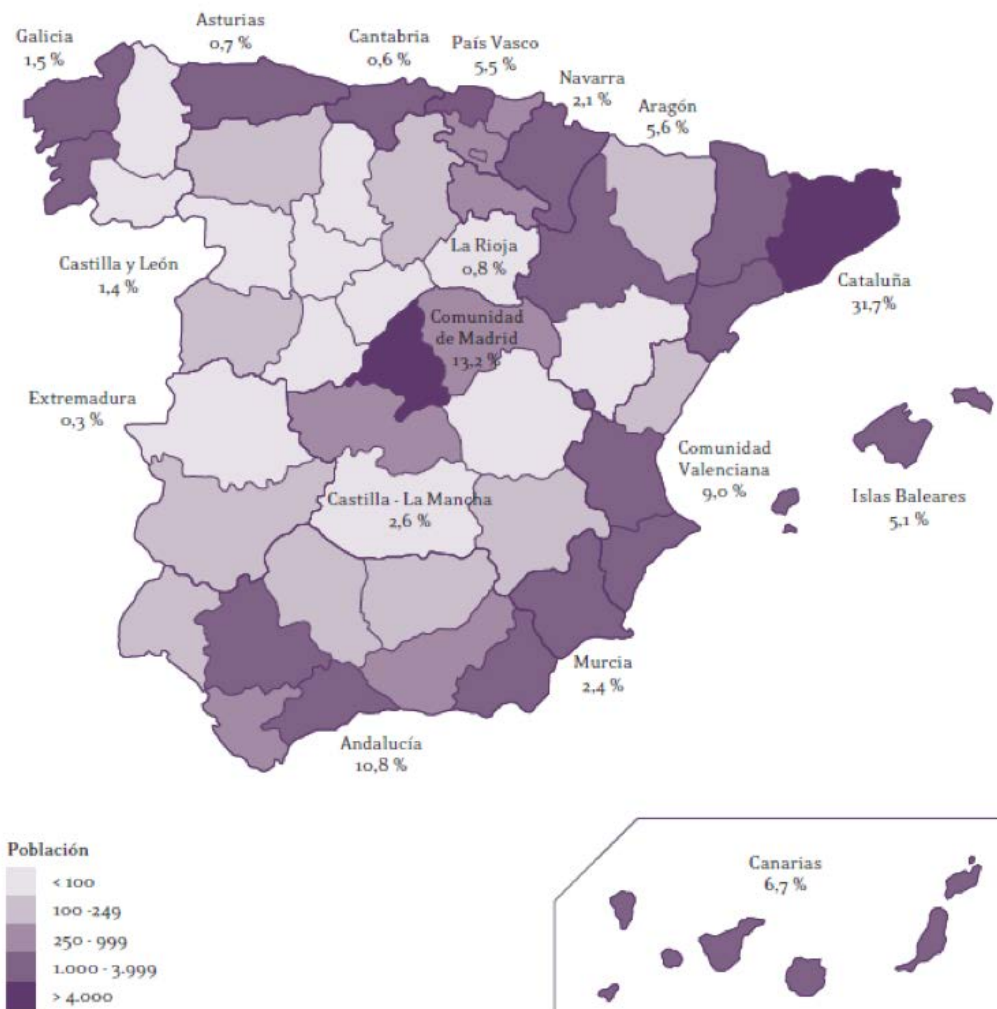 Asturias
0,7 %
Galicia
1,5 %
Cantabria
0,6 %
País Vasco
5,5 %
Navarra
2,1 %
Aragón
5,6 %
La Rioja
0,8 %
Castilla y León
1,4 %
Cataluña
31,7%
Comunidad
de Madrid
13,2 %
Extremadura
0,3 %
Comunidad
Valenciana
9,0 %
Islas Baleares
5,1 %
Castilla - La Mancha
2,6 %
Murcia
2,4 %
Andalucía
10,8 %
Población
< 100
100 -249
250 - 999
1.000 - 3.999
> 4.000
Canarias
6,7 %